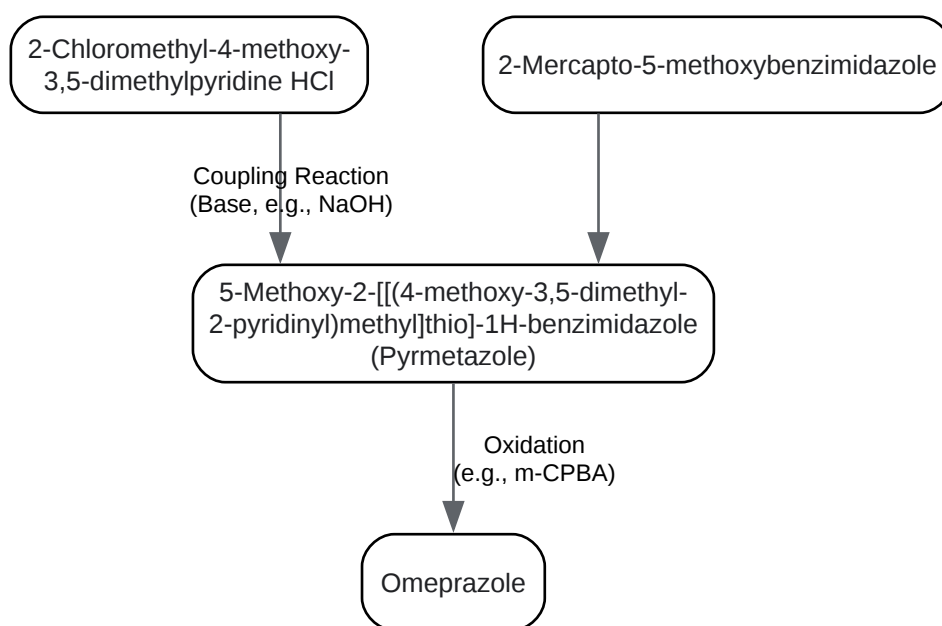 2-Chloromethyl-4-methoxy-
3,5-dimethylpyridine HCl
2-Mercapto-5-methoxybenzimidazole
Coupling Reaction
(Base, e.g., NaOH)
5-Methoxy-2-[[(4-methoxy-3,5-dimethyl-
2-pyridinyl)methyl]thio]-1H-benzimidazole
(Pyrmetazole)
Oxidation
(e.g., m-CPBA)
Omeprazole